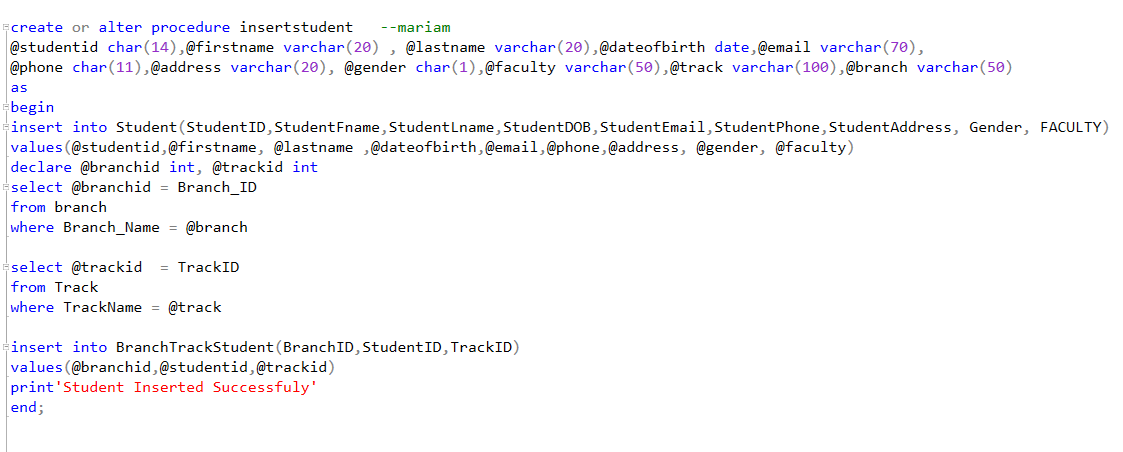 create or alter procedure insertstudent   --mariam
@studentid char(14),@firstname varchar(20) , @lastname varchar(20),@dateofbirth date,@email varchar(70),
@phone char(11),@address varchar(20), @gender char(1),@faculty varchar(50),@track varchar(100),@branch varchar(50)
as
begin
insert into Student(StudentID,StudentFname,StudentLname,StudentDOB,StudentEmail,StudentPhone,StudentAddress, Gender, FACULTY)
values(@studentid,@firstname, @lastname ,@dateofbirth,@email,@phone,@address, @gender, @faculty)
declare @branchid int, @trackid int
select @branchid = Branch_ID
from branch
where Branch_Name = @branch
select @trackid  = TrackID
from Track
where TrackName = @track
insert into BranchTrackStudent(BranchID,StudentID,TrackID)
values(@branchid,@studentid,@trackid)
print'Student Inserted Successfuly'
end;